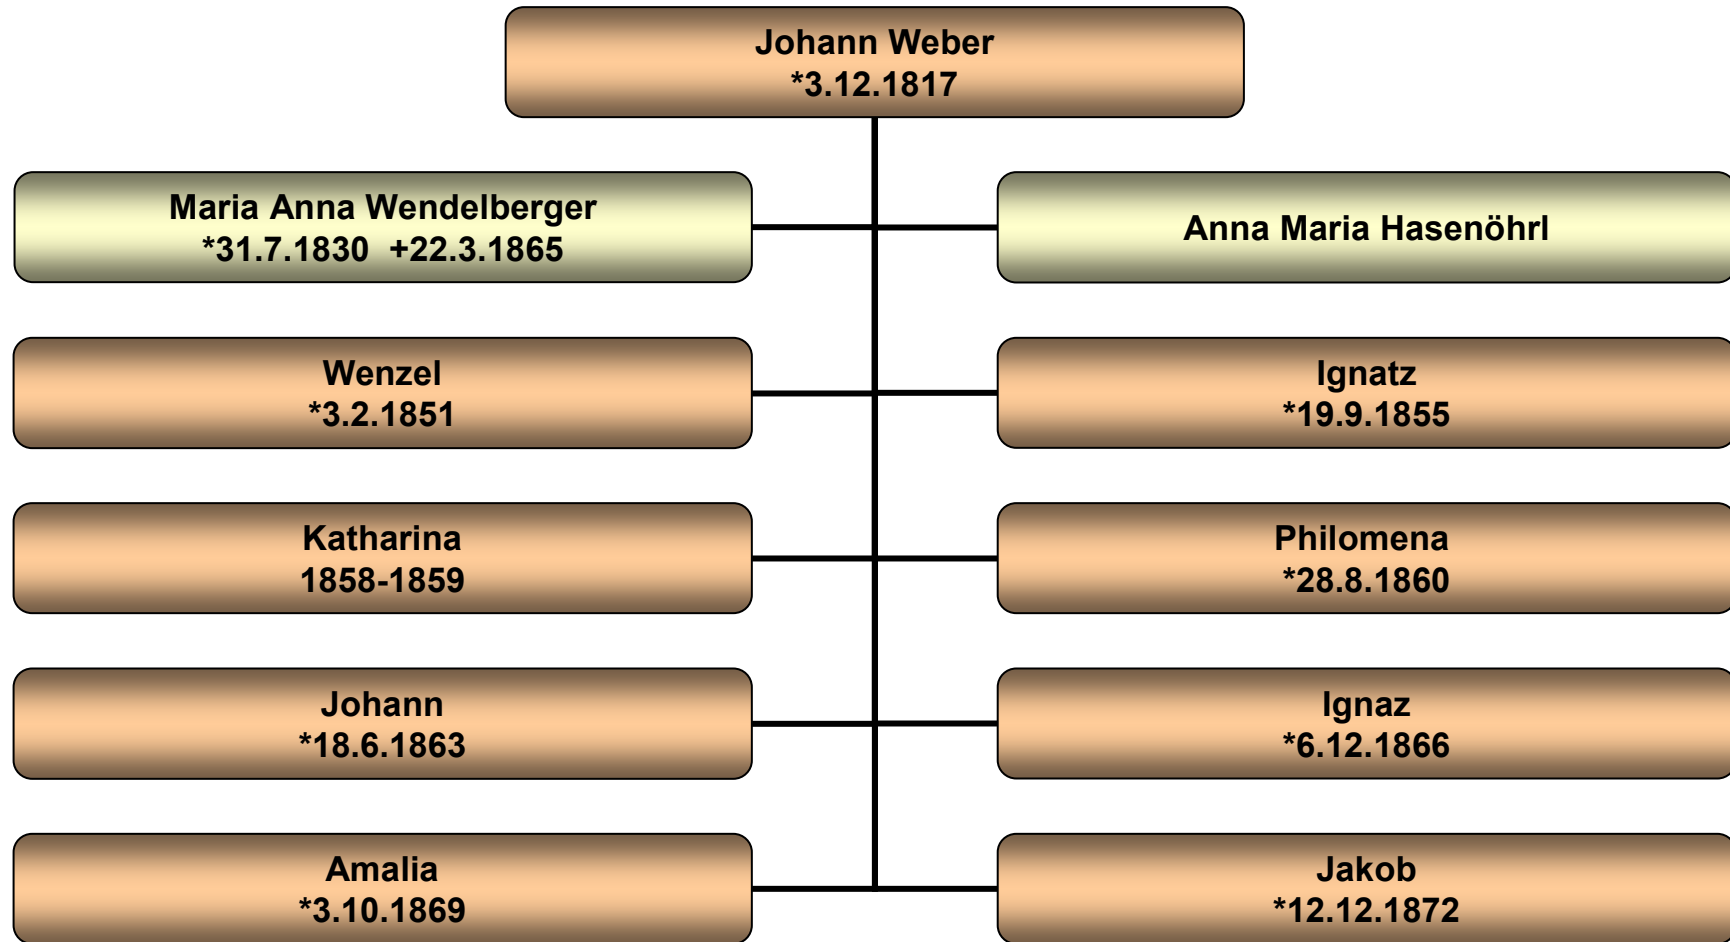 Johann Weber
*3.12.1817
Maria Anna Wendelberger
*31.7.1830  +22.3.1865
Anna Maria Hasenöhrl
Wenzel
*3.2.1851
Ignatz
*19.9.1855
Katharina
1858-1859
Philomena
*28.8.1860
Johann
*18.6.1863
Ignaz
*6.12.1866
Amalia
*3.10.1869
Jakob
*12.12.1872